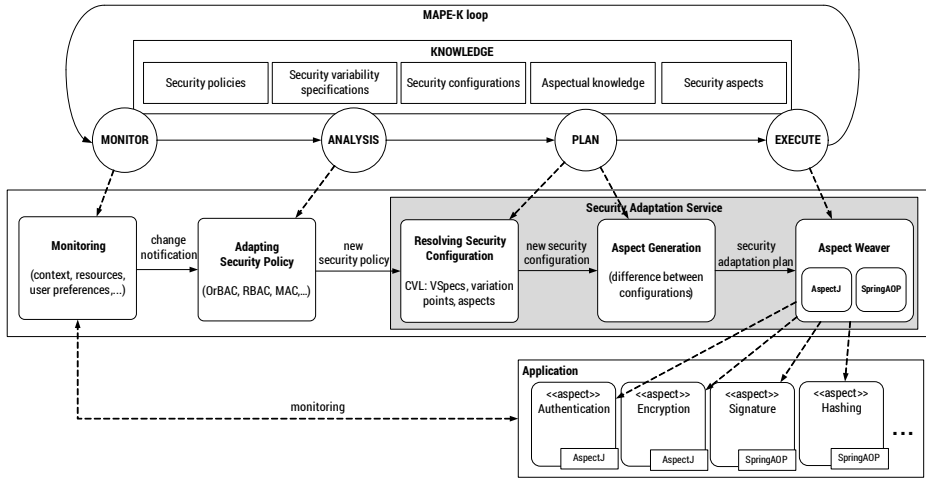 MAPE-K loop
KNOWLEDGE
Security policies
Security variability
specifications
Security configurations
Aspectual knowledge
Security aspects
MONITOR
ANALYSIS
PLAN
EXECUTE
Security Adaptation Service
Monitoring
(context, resources,
user preferences,...)
change
notification
Adapting
Security Policy
(OrBAC, RBAC, MAC,...)
new
security policy
Resolving Security
Configuration
CVL: VSpecs, variation
points, aspects
new security
configuration
Aspect Generation
(difference between
configurations)
security
adaptation plan
Aspect Weaver
AspectJ
SpringAOP
monitoring
Application
<<aspect>>
Authentication
AspectJ
<<aspect>>
Encryption
AspectJ
<<aspect>>
Signature
SpringAOP
<<aspect>>
Hashing
SpringAOP
...